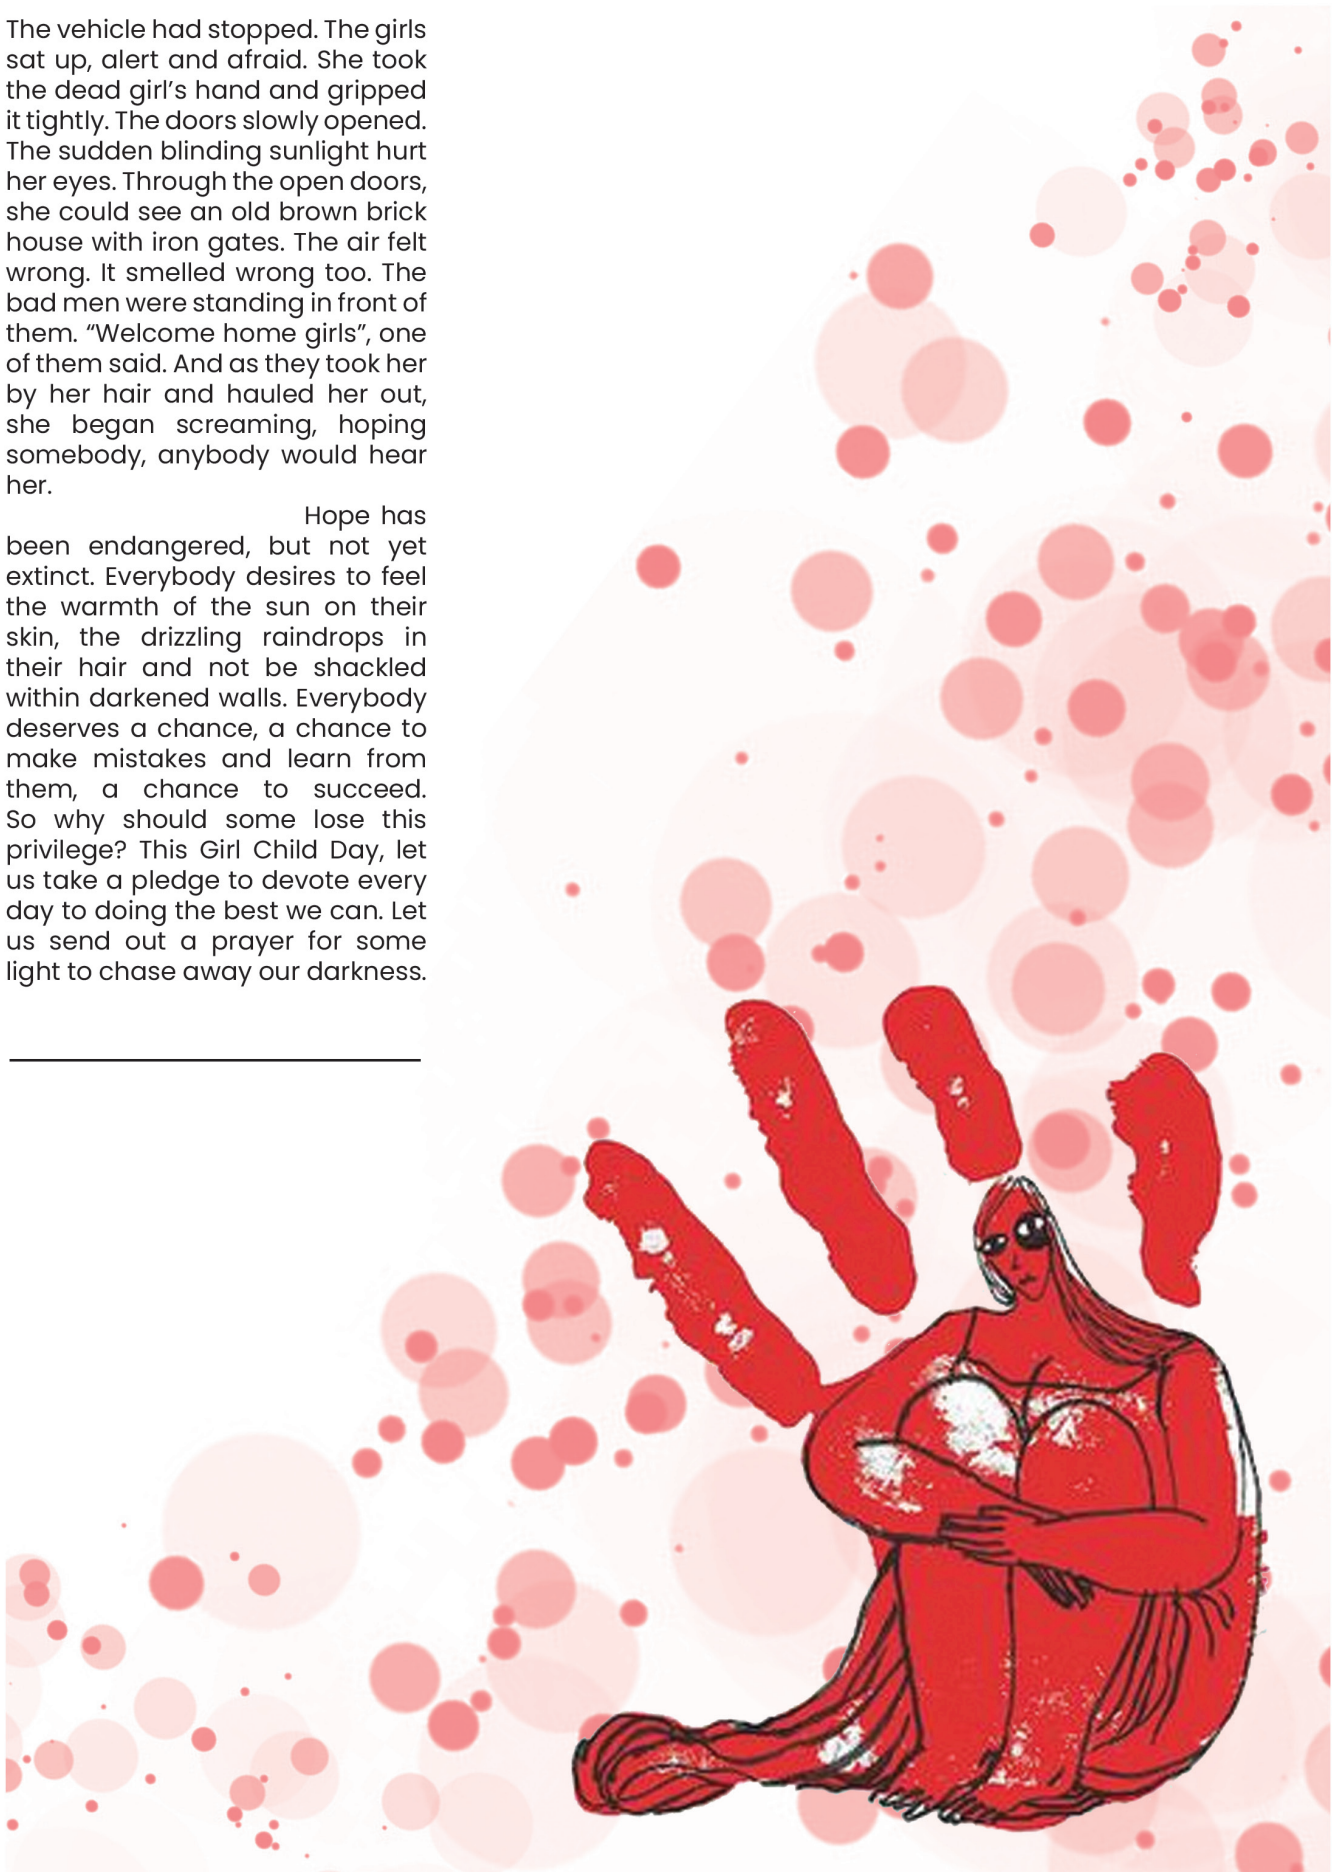 The vehicle had stopped. The girls
sat up, alert and afraid. She took
the dead girl’s hand and gripped
it tightly. The doors slowly opened.
The sudden blinding sunlight hurt
her eyes. Through the open doors,
she could see an old brown brick
house with iron gates. The air felt
wrong. It smelled wrong too. The
bad men were standing in front of
them. “Welcome home girls”, one
of them said. And as they took her
by her hair and hauled her out,
she began screaming, hoping
somebody, anybody would hear
her.
Hope has
been endangered, but not yet
extinct. Everybody desires to feel
the warmth of the sun on their
skin, the drizzling raindrops in
their hair and not be shackled
within darkened walls. Everybody
deserves a chance, a chance to
make mistakes and learn from
them, a chance to succeed.
So why should some lose this
privilege? This Girl Child Day, let
us take a pledge to devote every
day to doing the best we can. Let
us send out a prayer for some
light to chase away our darkness.